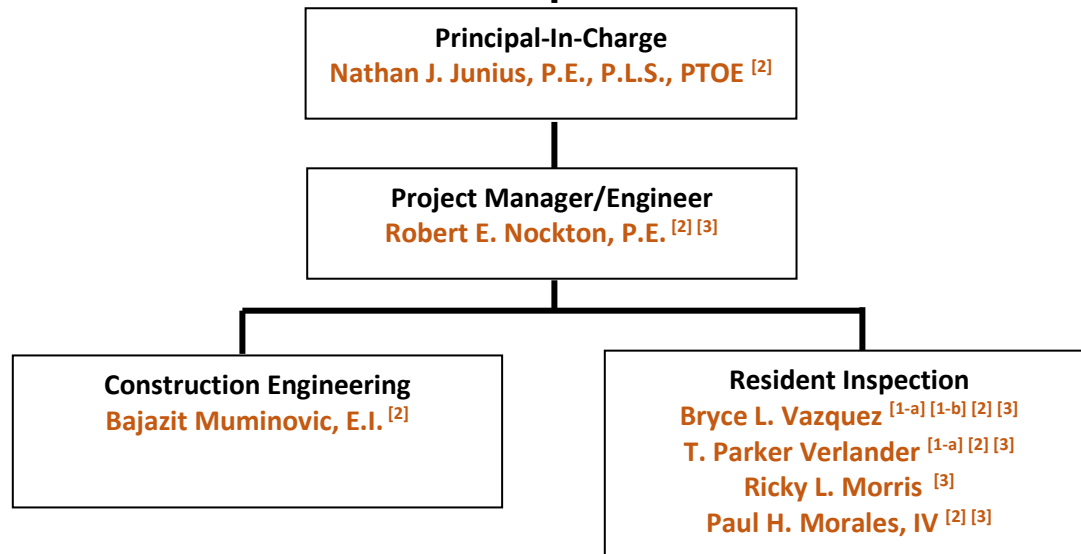 Principal-In-Charge
Nathan J. Junius, P.E., P.L.S., PTOE [2]
Project Manager/Engineer
Robert E. Nockton, P.E. [2] [3]
Construction Engineering
Bajazit Muminovic, E.I. [2]
Resident Inspection
Bryce L. Vazquez [1-a] [1-b] [2] [3]
T. Parker Verlander [1-a] [2] [3]
Ricky L. Morris [3]
Paul H. Morales, IV [2] [3]